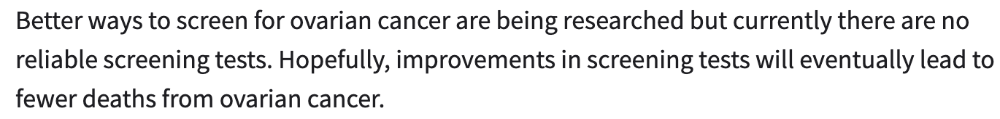 Better ways to screen for ovarian cancer are being researched but currently there are no
reliable screening tests. Hopefully, improvements in screening tests will eventually lead to
fewer deaths from ovarian cancer.